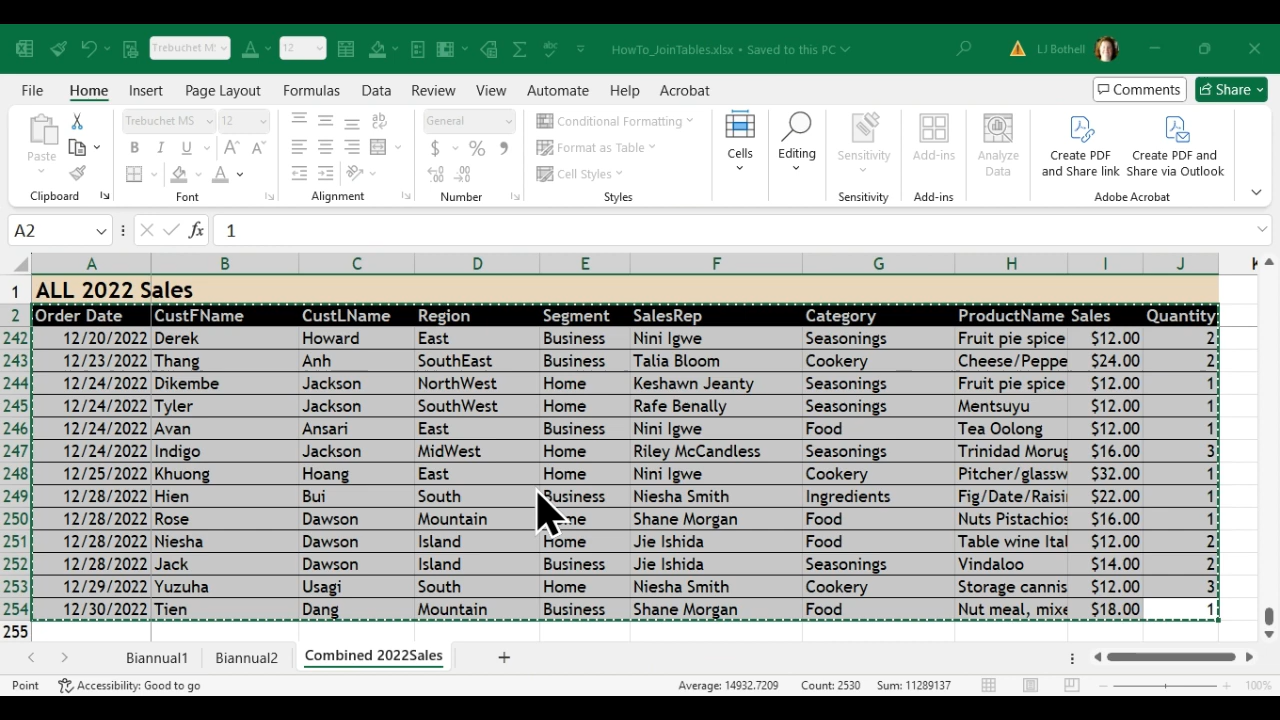 Trebuchet M: 12 HowTo_JoinTables.xlsx • Saved to this PC LJ Bothell
File Home Insert Page Layout Formulas Data Review View Automate Help Acrobat Comments Share
Paste Trebuchet MS 12 General Conditional Formatting Format as Table Cell Styles Cells Editing Sensitivity Add-ins Analyze Data Create PDF and Share link Create PDF and Share via Outlook
Clipboard Font Alignment Number Styles Sensitivity Add-ins Adobe Acrobat
A2 fx 1
A B C D E F G H I J K
1 ALL 2022 Sales
2 Order Date CustFName CustLName Region Segment SalesRep Category ProductName Sales Quantity
242 12/20/2022 Derek Howard East Business Nini Igwe Seasonings Fruit pie spice $12.00 2
243 12/23/2022 Thang Anh SouthEast Business Talia Bloom Cookery Cheese/Peppe $24.00 2
244 12/24/2022 Dikembe Jackson NorthWest Home Keshawn Jeanty Seasonings Fruit pie spice $12.00 1
245 12/24/2022 Tyler Jackson SouthWest Home Rafe Benally Seasonings Mentsuyu $12.00 1
246 12/24/2022 Avan Ansari East Business Nini Igwe Food Tea Oolong $12.00 1
247 12/24/2022 Indigo Jackson MidWest Home Riley McCandless Seasonings Trinidad Morug $16.00 3
248 12/25/2022 Khuong Hoang East Home Nini Igwe Cookery Pitcher/glassw $32.00 1
249 12/28/2022 Hien Bui South Business Niesha Smith Ingredients Fig/Date/Raisi $22.00 1
250 12/28/2022 Rose Dawson Mountain Home Shane Morgan Food Nuts Pistachios $16.00 1
251 12/28/2022 Niesha Dawson Island Home Jie Ishida Food Table wine Ital $12.00 2
252 12/28/2022 Jack Dawson Island Business Jie Ishida Seasonings Vindaloo $14.00 2
253 12/29/2022 Yuzuha Usagi South Home Niesha Smith Cookery Storage cannis $12.00 3
254 12/30/2022 Tien Dang Mountain Business Shane Morgan Food Nut meal, mixe $18.00 1
255
Biannual1 Biannual2 Combined 2022Sales
Point Accessibility: Good to go Average: 14932.7209 Count: 2530 Sum: 11289137 100%